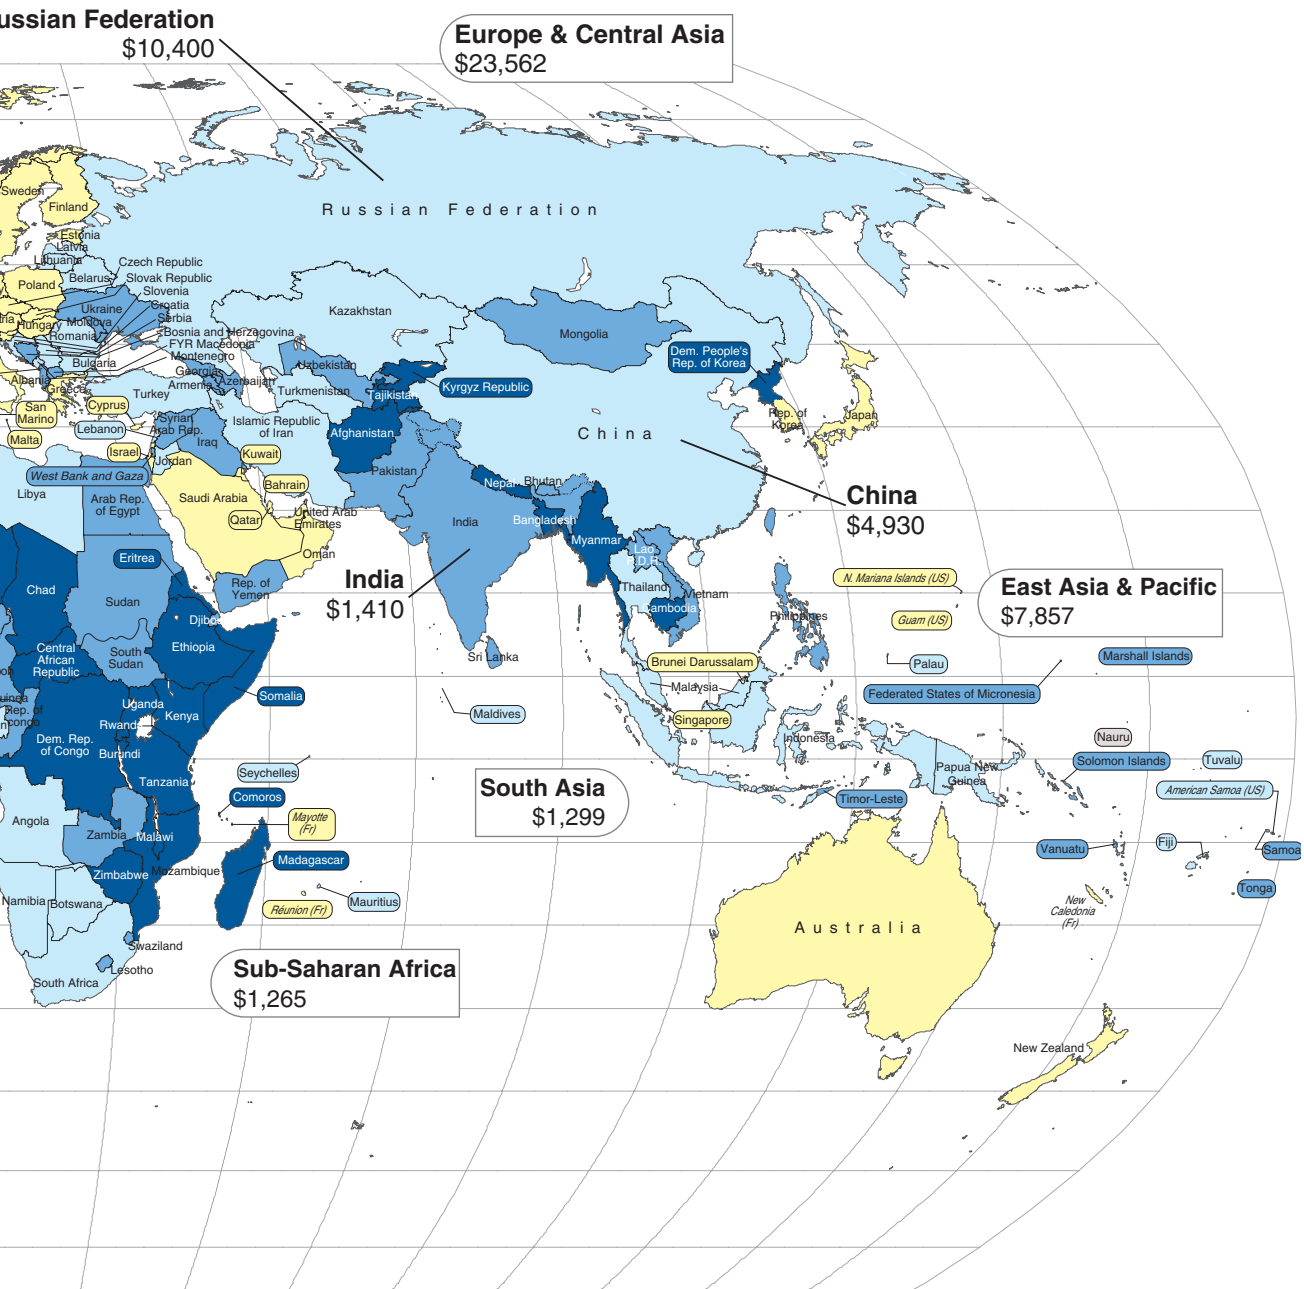 ussian Federation
$10,400
Europe & Central Asia
$23,562
Sweden
Finland
Russian Federation
Estonia
Latvia
Lithuania
Belarus
Poland
Czech Republic
Slovak Republic
Slovenia
Croatia
Serbia
Ukraine
Hungary
Moldova
Romania
Bosnia and Herzegovina
FYR Macedonia
Montenegro
Bulgaria
Georgia
Albania
Greece
Armenia
Azerbaijan
Turkey
Kazakhstan
Mongolia
Uzbekistan
Turkmenistan
Tajikistan
Kyrgyz Republic
Dem. People's
Rep. of Korea
Rep. of
Korea
Japan
San
Marino
Cyprus
Malta
Lebanon
Syrian
Arab Rep.
Iraq
Israel
Jordan
West Bank and Gaza
Islamic Republic
of Iran
Afghanistan
Kuwait
Pakistan
China
Libya
Arab Rep.
of Egypt
Saudi Arabia
Bahrain
Qatar
United Arab
Emirates
Oman
Nepal
Bhutan
India
Bangladesh
Myanmar
China
$4,930
Lao
P.D.R.
Thailand
Vietnam
Cambodia
Philippines
Eritrea
Chad
Sudan
Rep. of
Yemen
India
$1,410
N. Mariana Islands (US)
Guam (US)
East Asia & Pacific
$7,857
Djibo
Ethiopia
Central
African
Republic
South
Sudan
Sri Lanka
Brunei Darussalam
Malaysia
Singapore
Palau
Marshall Islands
Federated States of Micronesia
Somalia
Uganda
Kenya
Rep. of
congo
Rwanda
Burundi
Dem. Rep.
of Congo
Maldives
Indonesia
Nauru
Papua New
Guinea
Solomon Islands
Tuvalu
Tanzania
Seychelles
Comoros
South Asia
$1,299
Timor-Leste
American Samoa (US)
Mayotte
(Fr)
Angola
Zambia
Malawi
Vanuatu
Fiji
Samoa
Madagascar
Zimbabwe
Mozambique
Tonga
Namibia
Botswana
Réunion (Fr)
Mauritius
New
Caledonia
(Fr)
Australia
Swaziland
Lesotho
South Africa
Sub-Saharan Africa
$1,265
New Zealand